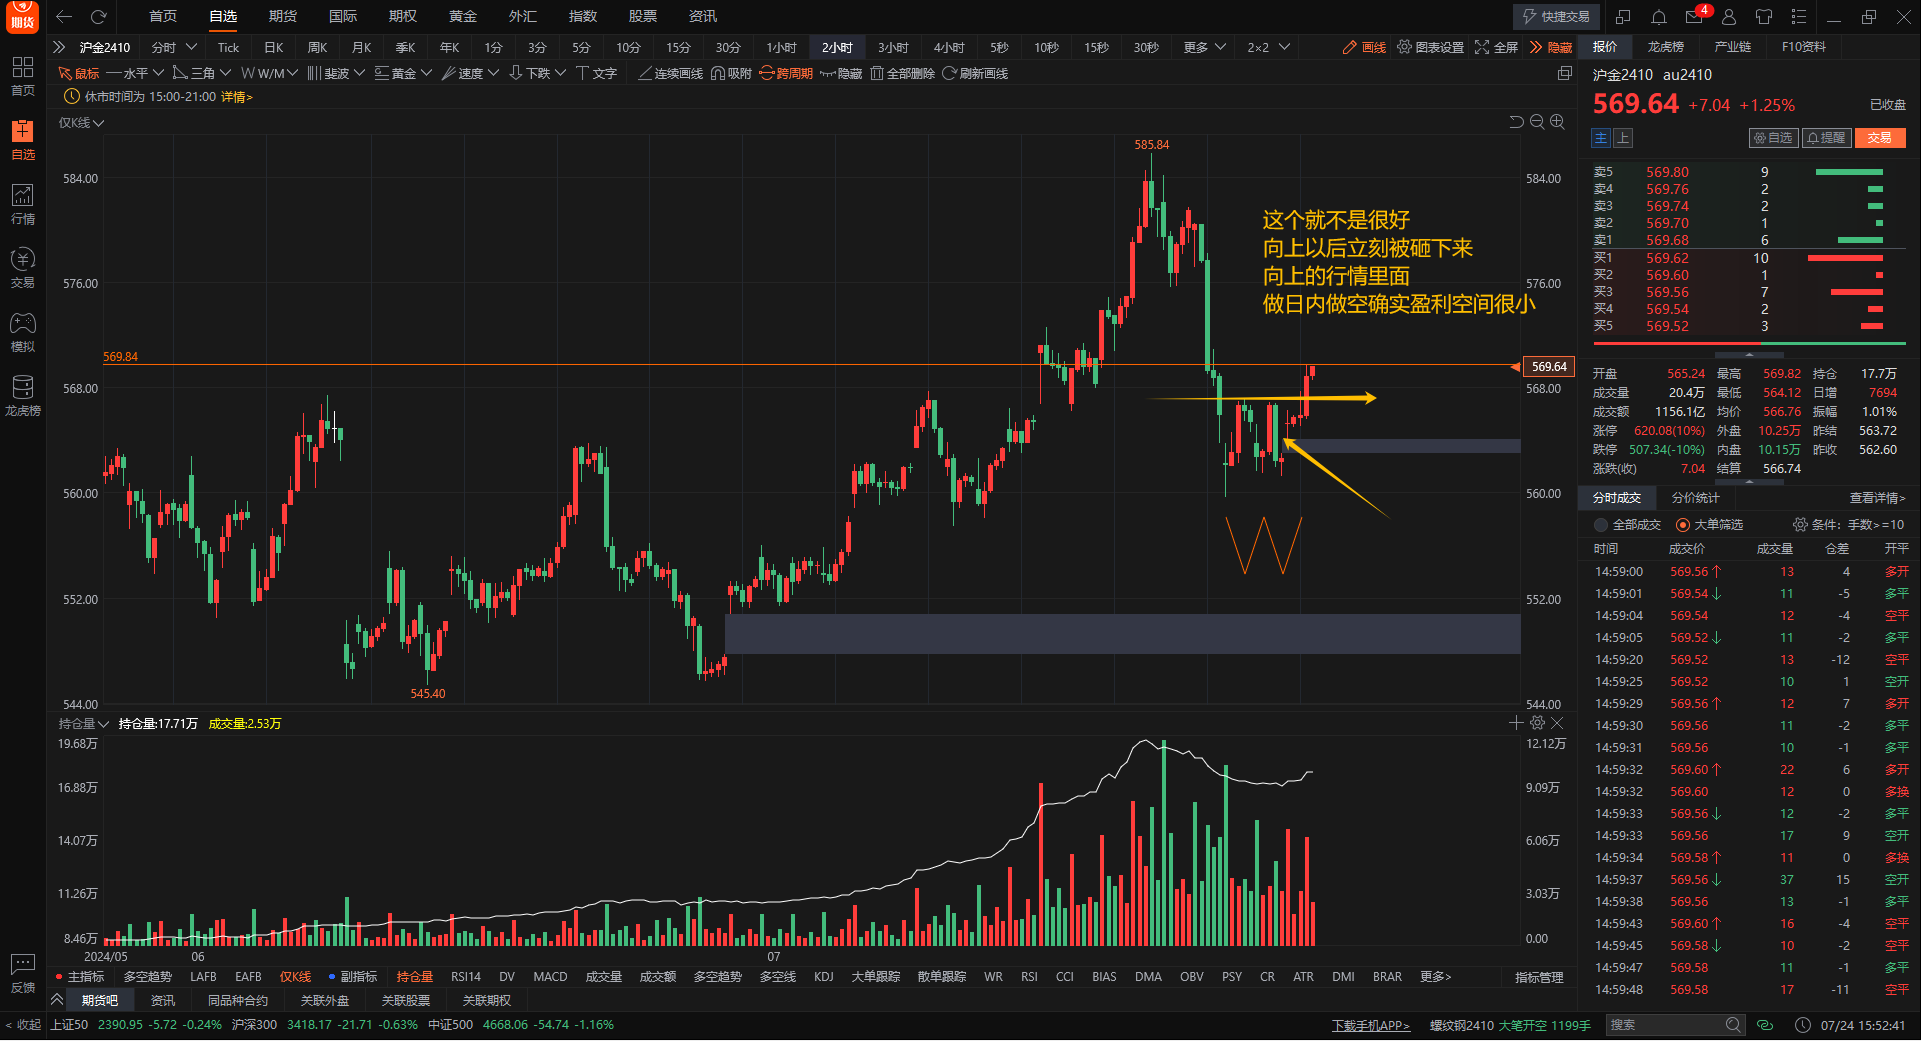 期货
首页
自选
期货
国际
期权
黄金
外汇
指数
股票
资讯
快捷交易
4
沪金2410
分时
Tick
日K
周K
月K
季K
年K
1分
3分
5分
10分
15分
30分
1小时
2小时
3小时
4小时
5秒
10秒
15秒
30秒
更多
2×2
画线
图表设置
全屏
隐藏
报价
龙虎榜
产业链
F10资料
鼠标
水平
三角
W/M
斐波
黄金
速度
下跌
文字
连续画线
吸附
跨周期
隐藏
全部删除
刷新画线
休市时间为 15:00-21:00 详情>
仅K线
首页
自选
行情
交易
模拟
龙虎榜
反馈
< 收起
584.00
576.00
568.00
560.00
552.00
544.00
569.84
585.84
545.40
这个就不是很好
向上以后立刻被砸下来
向上的行情里面
做日内做空确实盈利空间很小
584.00
576.00
569.64
568.00
560.00
552.00
544.00
持仓量
持仓量:17.71万
成交量:2.53万
19.68万
16.88万
14.07万
11.26万
8.46万
12.12万
9.09万
6.06万
3.03万
0.00
2024/05
06
07
主指标
多空趋势
LAFB
EAFB
仅K线
副指标
持仓量
RSI14
DV
MACD
成交量
成交额
多空趋势
多空线
KDJ
大单跟踪
散单跟踪
WR
RSI
CCI
BIAS
DMA
OBV
PSY
CR
ATR
DMI
BRAR
更多>
指标管理
期货吧
资讯
同品种合约
关联外盘
关联股票
关联期权
上证50 2390.95 -5.72 -0.24%
沪深300 3418.17 -21.71 -0.63%
中证500 4668.06 -54.74 -1.16%
下载手机APP>
螺纹钢2410 大笔开空 1199手
搜索
07/24 15:52:41
沪金2410 au2410
569.64 +7.04 +1.25%
已收盘
主
上
自选
提醒
交易
卖5 569.80 9
卖4 569.76 2
卖3 569.74 2
卖2 569.70 1
卖1 569.68 6
买1 569.62 10
买2 569.60 1
买3 569.56 7
买4 569.54 2
买5 569.52 3
开盘 565.24 最高 569.82 持仓 17.7万
成交量 20.4万 最低 564.12 日增 7694
成交额 1156.1亿 均价 566.76 振幅 1.01%
涨停 620.08(10%) 外盘 10.25万 昨结 563.72
跌停 507.34(-10%) 内盘 10.15万 昨收 562.60
涨跌(收) 7.04 结算 566.74
分时成交
分价统计
查看详情>
全部成交
大单筛选
条件：手数>=10
时间 成交价 成交量 仓差 开平
14:59:00 569.56↑ 13 4 多开
14:59:01 569.54↓ 11 -5 多平
14:59:04 569.54 12 -4 空平
14:59:05 569.52↓ 11 -2 多平
14:59:20 569.52 13 -12 空平
14:59:25 569.52 10 1 空开
14:59:29 569.56↑ 12 7 多开
14:59:30 569.56 11 -2 多平
14:59:31 569.56 10 -1 多平
14:59:32 569.60↑ 22 6 多开
14:59:32 569.60 12 0 多换
14:59:33 569.56↓ 12 -2 多平
14:59:33 569.56 17 9 空开
14:59:34 569.58↑ 11 0 多换
14:59:37 569.56↓ 37 15 空开
14:59:38 569.56 13 -1 多平
14:59:43 569.60↑ 16 -4 空平
14:59:45 569.58↓ 10 -2 空平
14:59:47 569.58 11 -1 多平
14:59:48 569.58 17 -11 空平